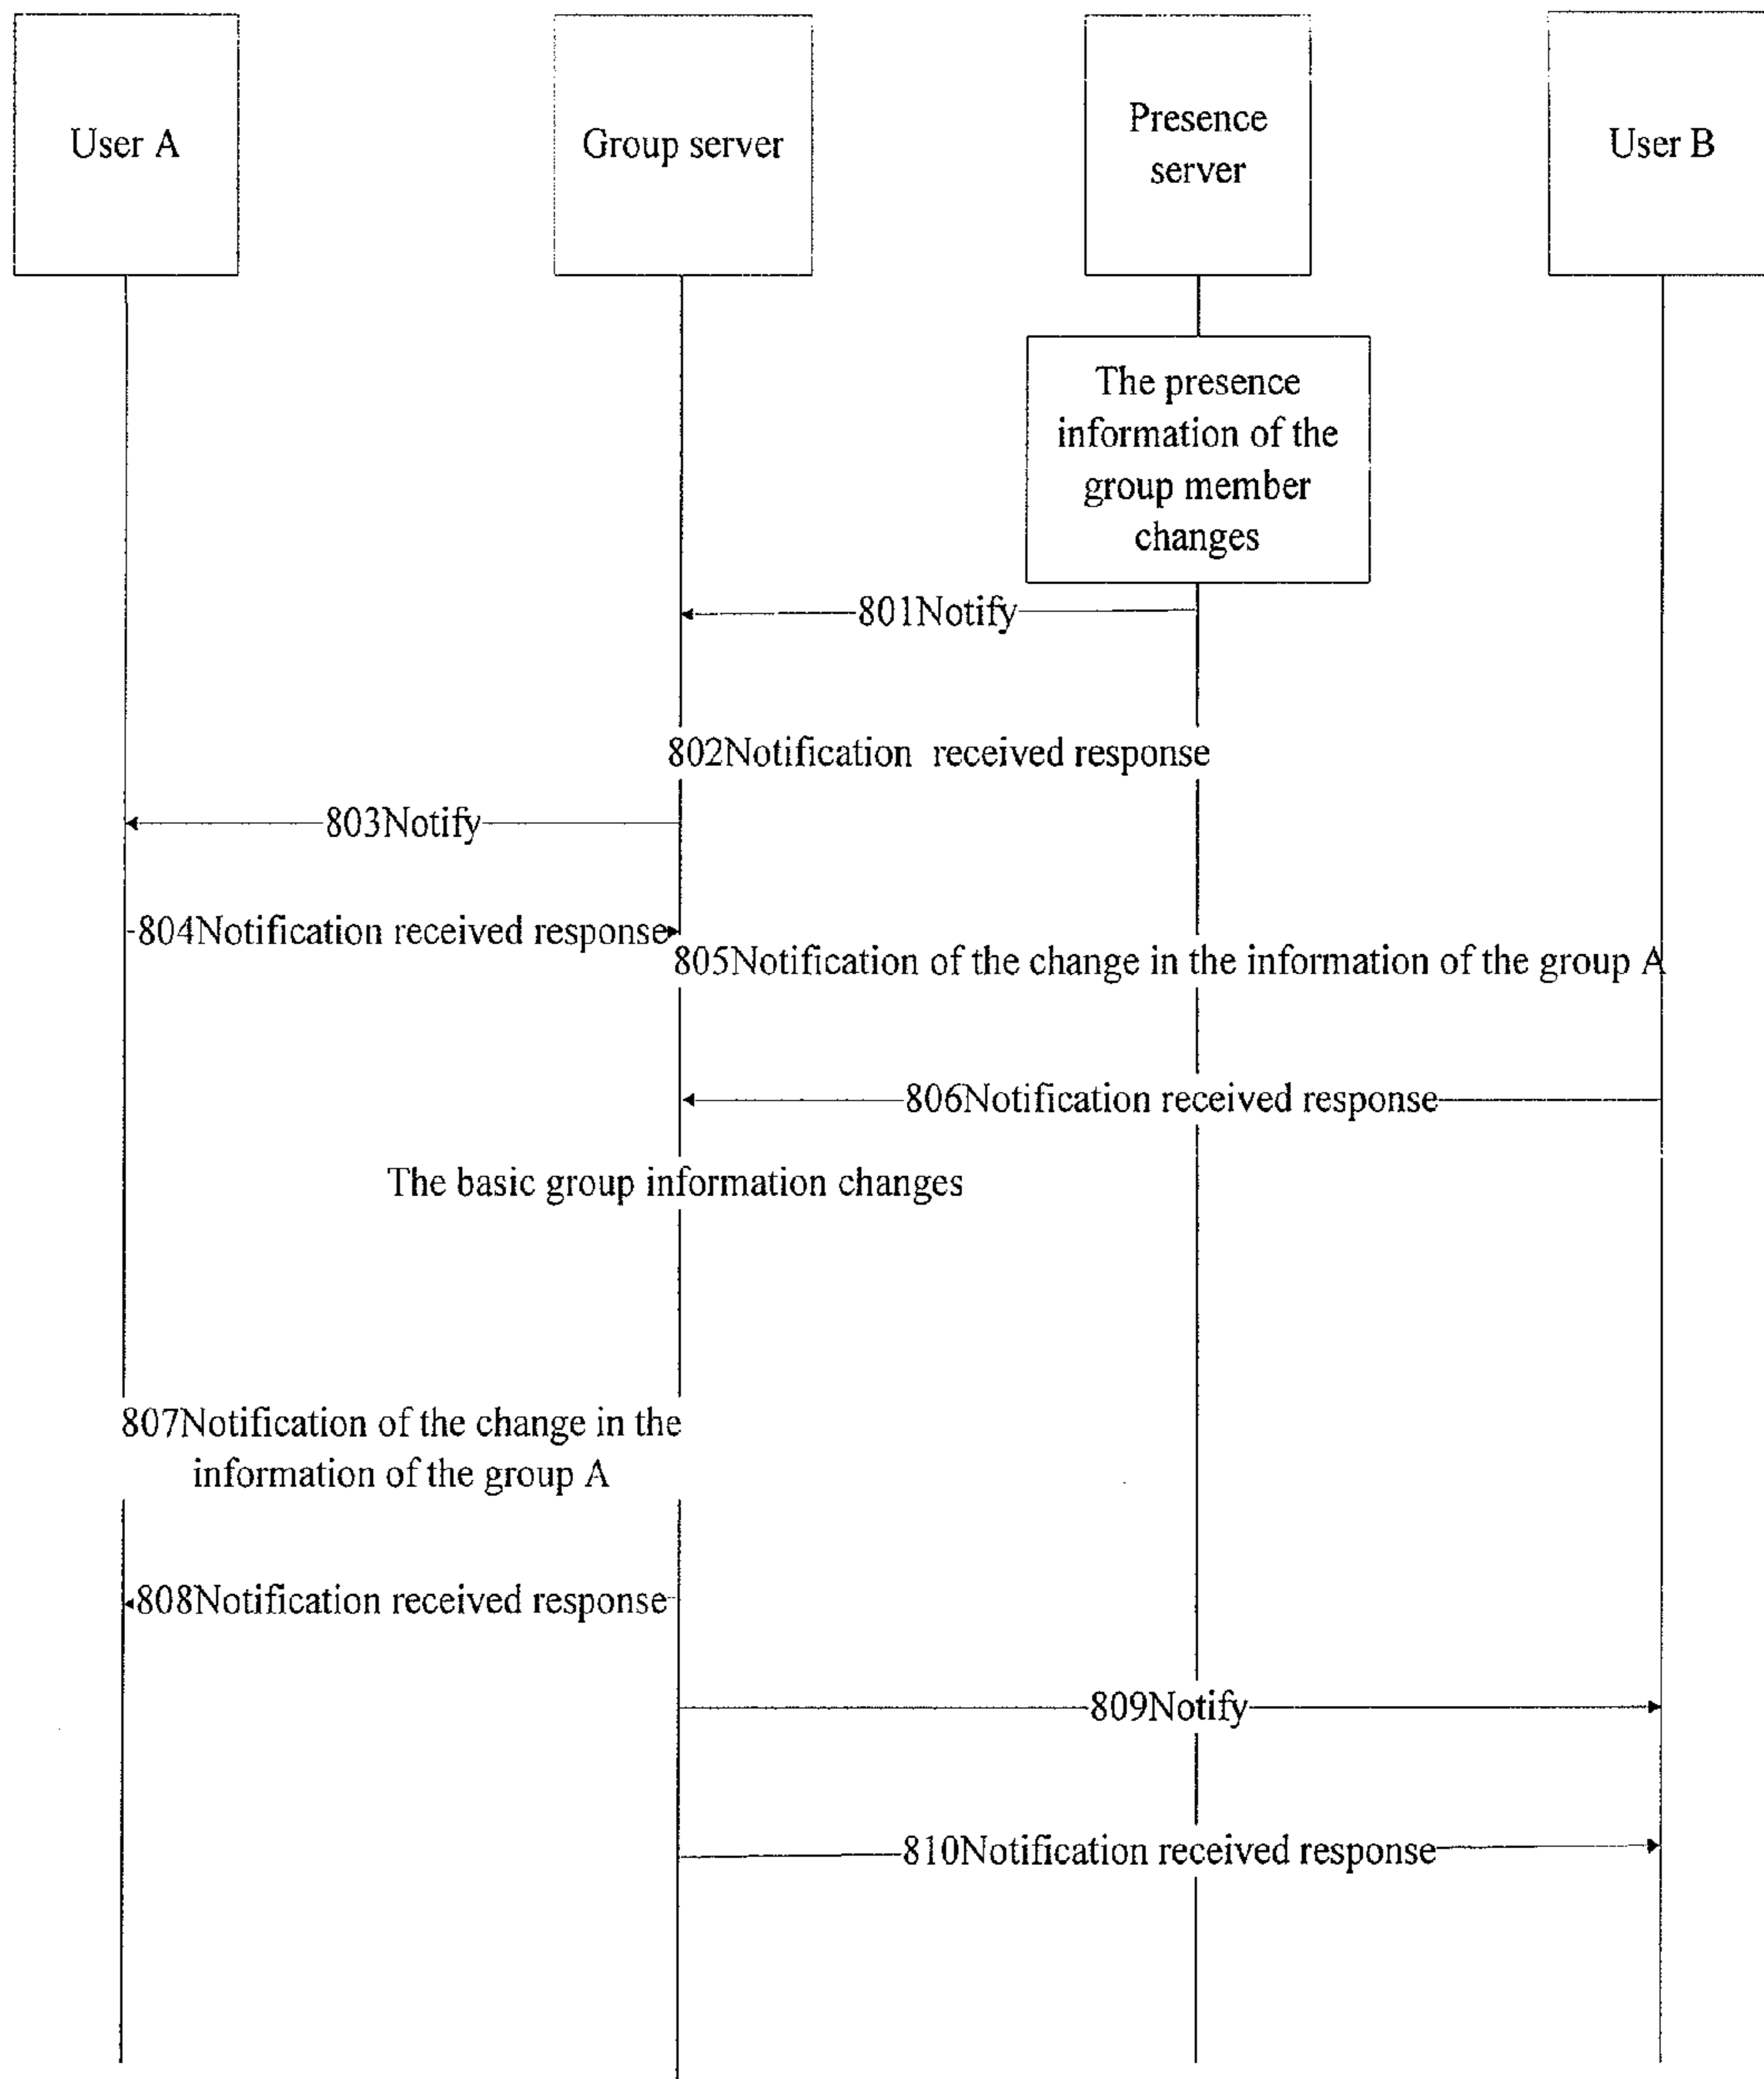 User A
Group server
Presence
server
User B
The presence
information of the
group member
changes
801Notify
802Notification received response
803Notify
804Notification received response
805Notification of the change in the information of the group A
806Notification received response
The basic group information changes
807Notification of the change in the
information of the group A
808Notification received response
809Notify
810Notification received response